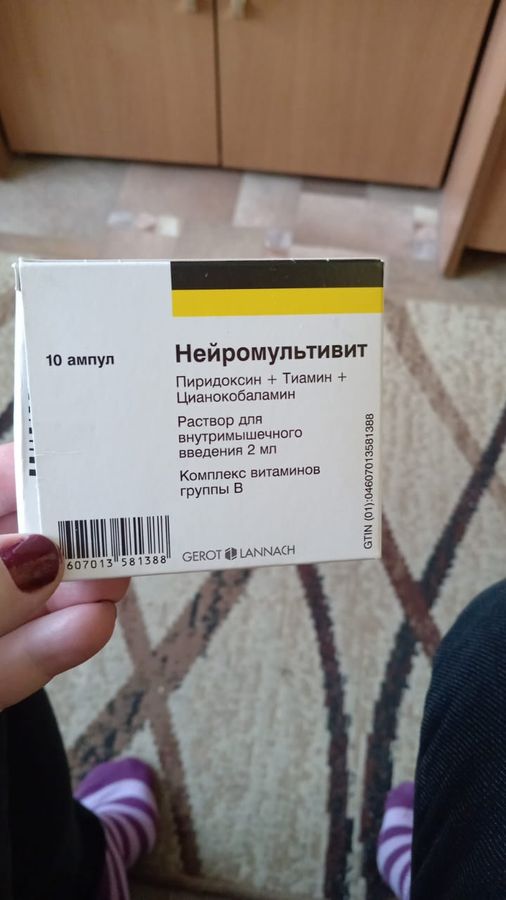 10 ампул
Нейромультивит
Пиридоксин + Тиамин +
Цианокобаламин
Раствор для
внутримышечного
введения 2 мл
Комплекс витаминов
группы В
607013 581388
GEROT LANNACH
GTIN (01):04607013581388